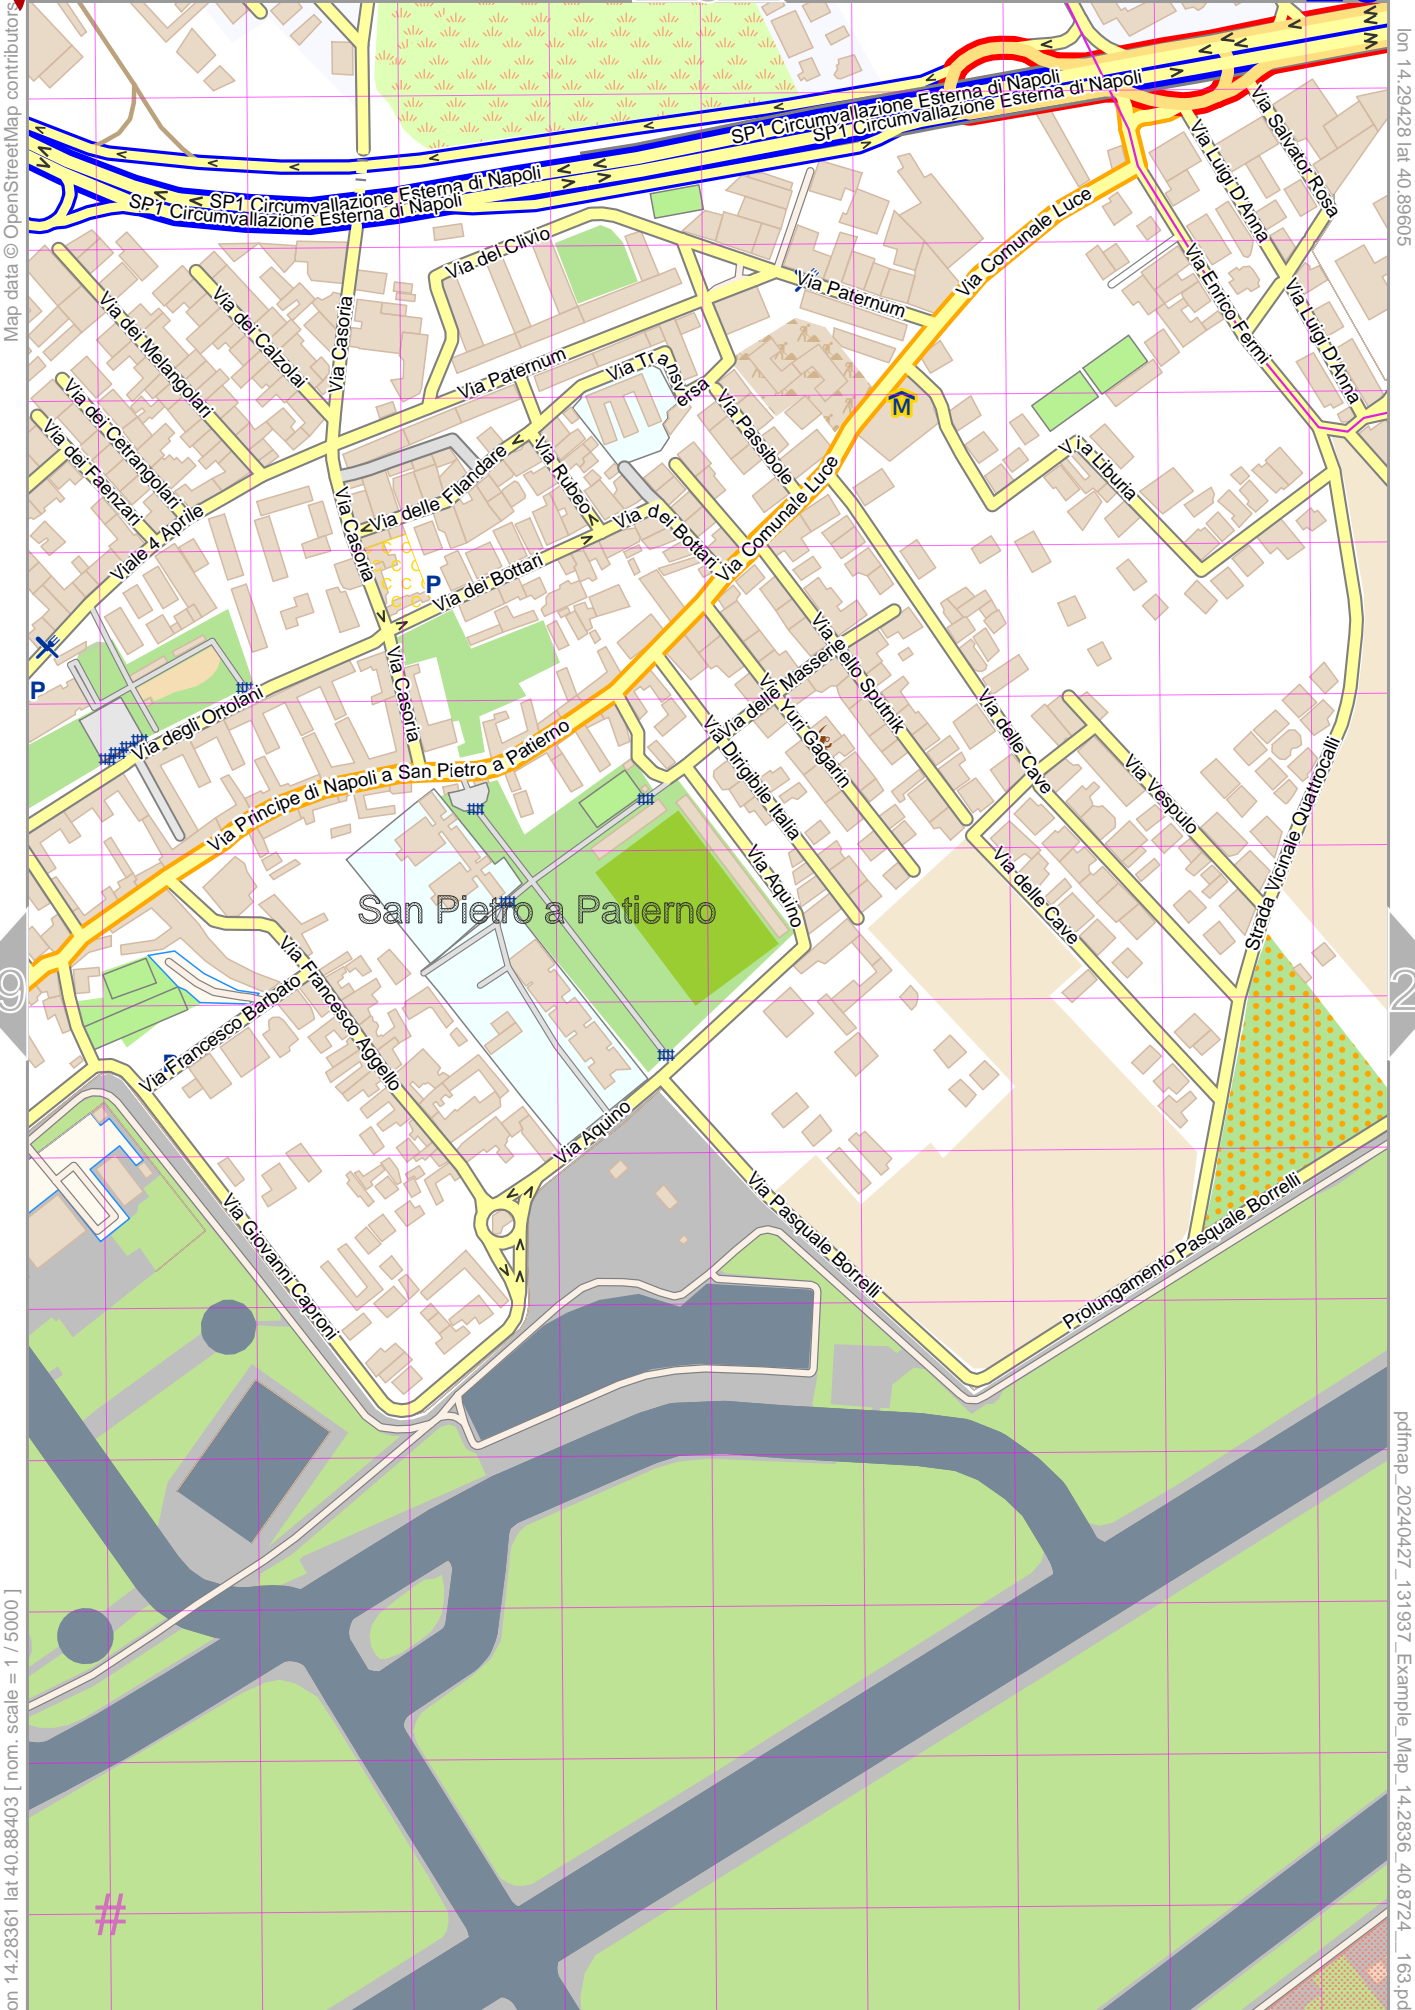 Map data © OpenStreetMap contributors
lon 14.29428 lat 40.89605
SP1 Circumvallazione Esterna di Napoli
SP1 Circumvallazione Esterna di Napoli
SP1 Circumvallazione Esterna di Napoli
SP1 Circumvallazione Esterna di Napoli
Via Salvator Rosa
Via Luigi D'Anna
Via Comunale Luce
Via del Clivio
Via Enrico Fermi
Via Paternum
Via Luigi D'Anna
Via dei Melangolari
Via dei Calzolai
Via Casoria
Via Paternum
Via Transversa
Via dei Cetrangolari
Via dei Faenzari
Via Passibole
M
Via Liburia
Via Rubeo
Via delle Filandare
Via Comunale Luce
Viale 4 Aprile
Via Casoria
Via dei Bottari
Via dei Bottari
P
P
Via dello Sputnik
Via delle Masserie
Via Casoria
Via degli Ortolani
Via Yuri Gagarin
Via Dirigibile Italia
Via delle Cave
Via Vespulo
Via Principe di Napoli a San Pietro a Patierno
Strada Vicinale Quattrocalli
Via Aquino
Via delle Cave
San Pietro a Patierno
9
2
Via Francesco Barbato
Via Francesco Aggello
P
Via Aquino
Via Giovanni Caproni
Via Pasquale Borrelli
Prolungamento Pasquale Borrelli
#
on 14.28361 lat 40.88403 [ nom. scale = 1 / 5000 ]
pdfmap_20240427_131937_Example_Map_14.2836_40.8724__163.pd